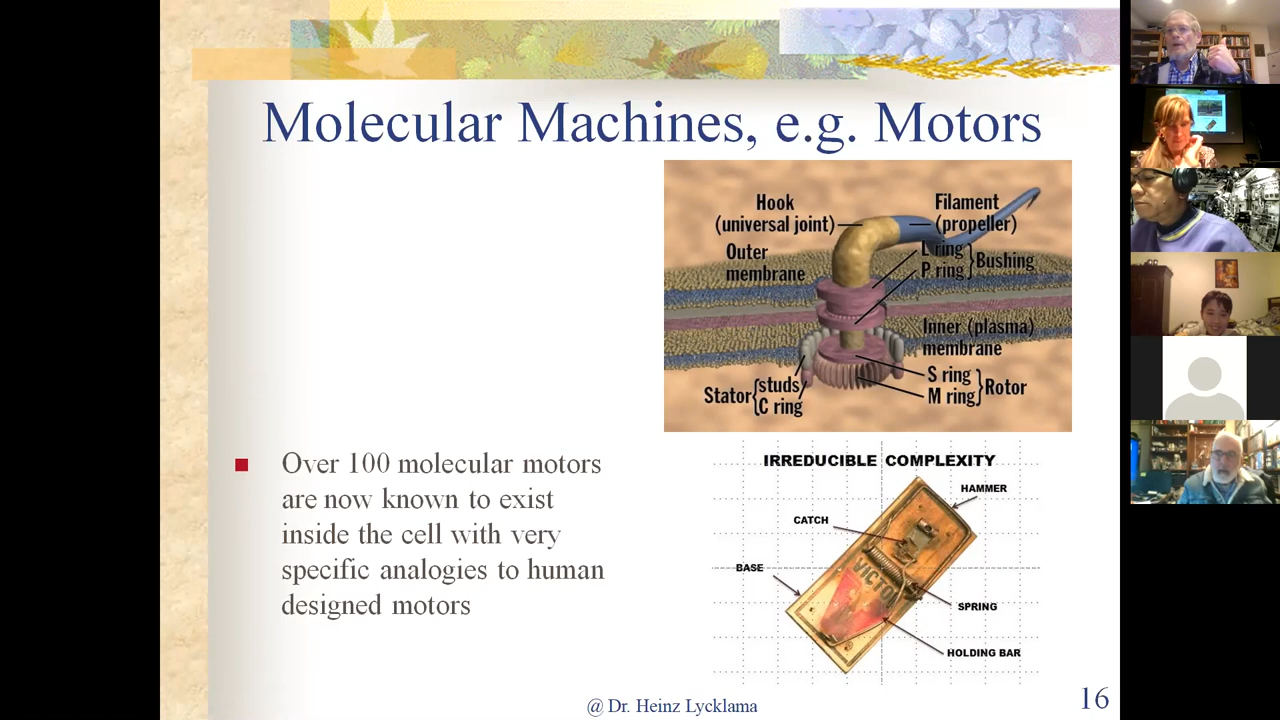 Molecular Machines, e.g. Motors
Hook
(universal joint)
Filament
(propeller)
Outer
membrane
L ring
P ring
Bushing
Inner (plasma)
membrane
Stator
studs
C ring
S ring
M ring
Rotor
Over 100 molecular motors
are now known to exist
inside the cell with very
specific analogies to human
designed motors
IRREDUCIBLE COMPLEXITY
HAMMER
CATCH
BASE
VICTOR
SPRING
HOLDING BAR
@ Dr. Heinz Lycklama
16